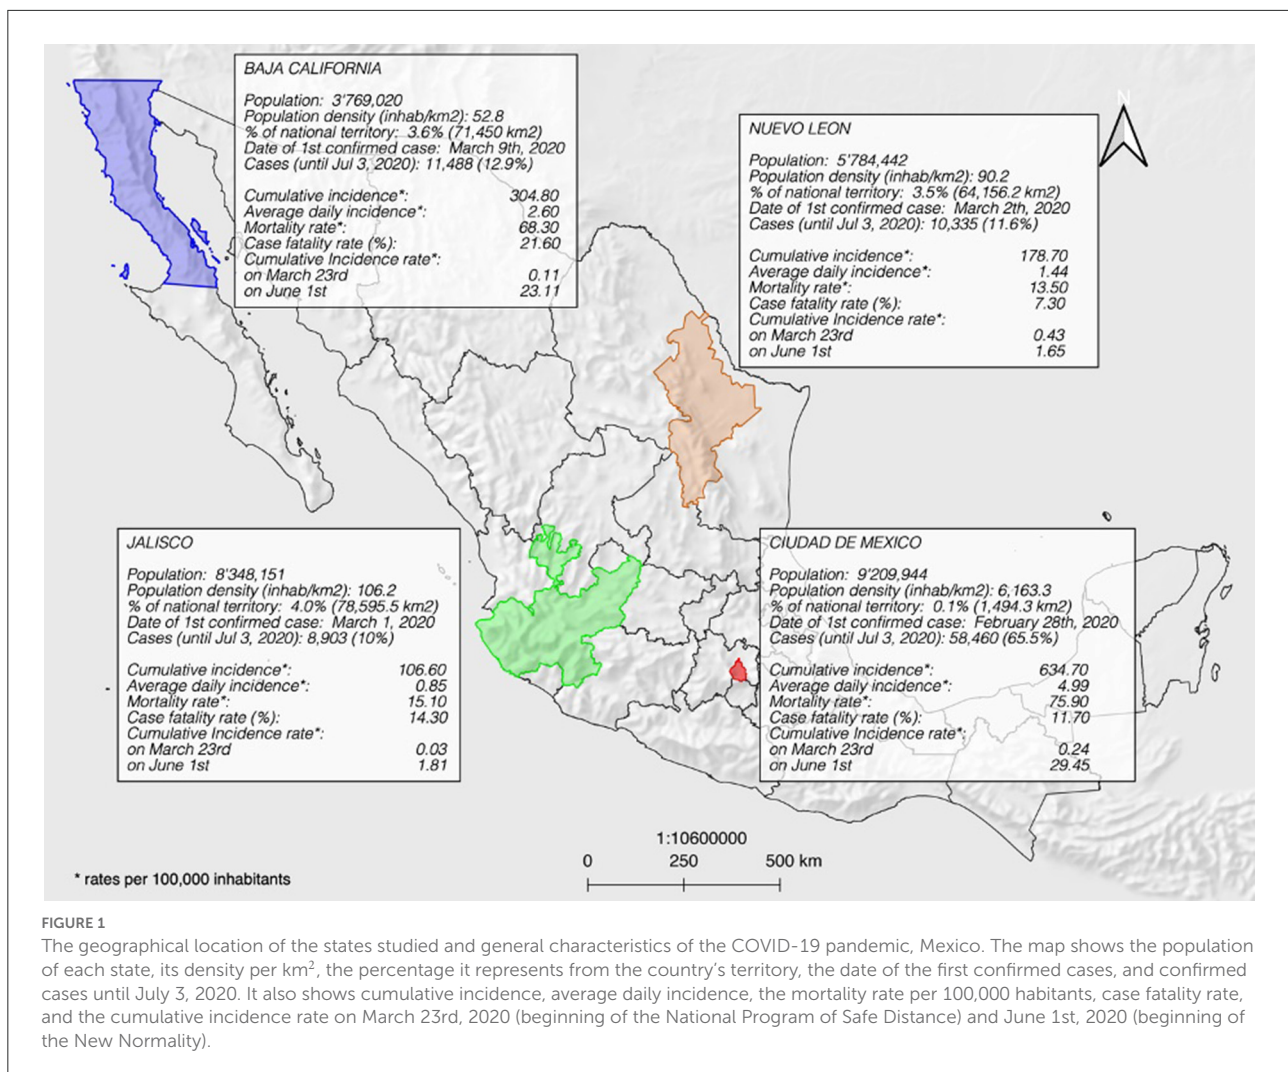 BAJA CALIFORNIA
Population: 3'769,020
Population density (inhab/km2): 52.8
% of national territory: 3.6% (71,450 km2)
Date of 1st confirmed case: March 9th, 2020
Cases (until Jul 3, 2020): 11,488 (12.9%)
Cumulative incidence*: 304.80
Average daily incidence*: 2.60
Mortality rate*: 68.30
Case fatality rate (%): 21.60
Cumulative Incidence rate*:
on March 23rd 0.11
on June 1st 23.11
N
NUEVO LEON
Population: 5'784,442
Population density (inhab/km2): 90.2
% of national territory: 3.5% (64,156.2 km2)
Date of 1st confirmed case: March 2th, 2020
Cases (until Jul 3, 2020): 10,335 (11.6%)
Cumulative incidence*: 178.70
Average daily incidence*: 1.44
Mortality rate*: 13.50
Case fatality rate (%): 7.30
Cumulative Incidence rate*:
on March 23rd 0.43
on June 1st 1.65
JALISCO
Population: 8'348,151
Population density (inhab/km2): 106.2
% of national territory: 4.0% (78,595.5 km2)
Date of 1st confirmed case: March 1, 2020
Cases (until Jul 3, 2020): 8,903 (10%)
Cumulative incidence*: 106.60
Average daily incidence*: 0.85
Mortality rate*: 15.10
Case fatality rate (%): 14.30
Cumulative Incidence rate*:
on March 23rd 0.03
on June 1st 1.81
CIUDAD DE MEXICO
Population: 9'209,944
Population density (inhab/km2): 6,163.3
% of national territory: 0.1% (1,494.3 km2)
Date of 1st confirmed case: February 28th, 2020
Cases (until Jul 3, 2020): 58,460 (65.5%)
Cumulative incidence*: 634.70
Average daily incidence*: 4.99
Mortality rate*: 75.90
Case fatality rate (%): 11.70
Cumulative Incidence rate*:
on March 23rd 0.24
on June 1st 29.45
1:10600000
0 250 500 km
* rates per 100,000 inhabitants
FIGURE 1
The geographical location of the states studied and general characteristics of the COVID-19 pandemic, Mexico. The map shows the population
of each state, its density per km², the percentage it represents from the country's territory, the date of the first confirmed cases, and confirmed
cases until July 3, 2020. It also shows cumulative incidence, average daily incidence, the mortality rate per 100,000 habitants, case fatality rate,
and the cumulative incidence rate on March 23rd, 2020 (beginning of the National Program of Safe Distance) and June 1st, 2020 (beginning of
the New Normality).